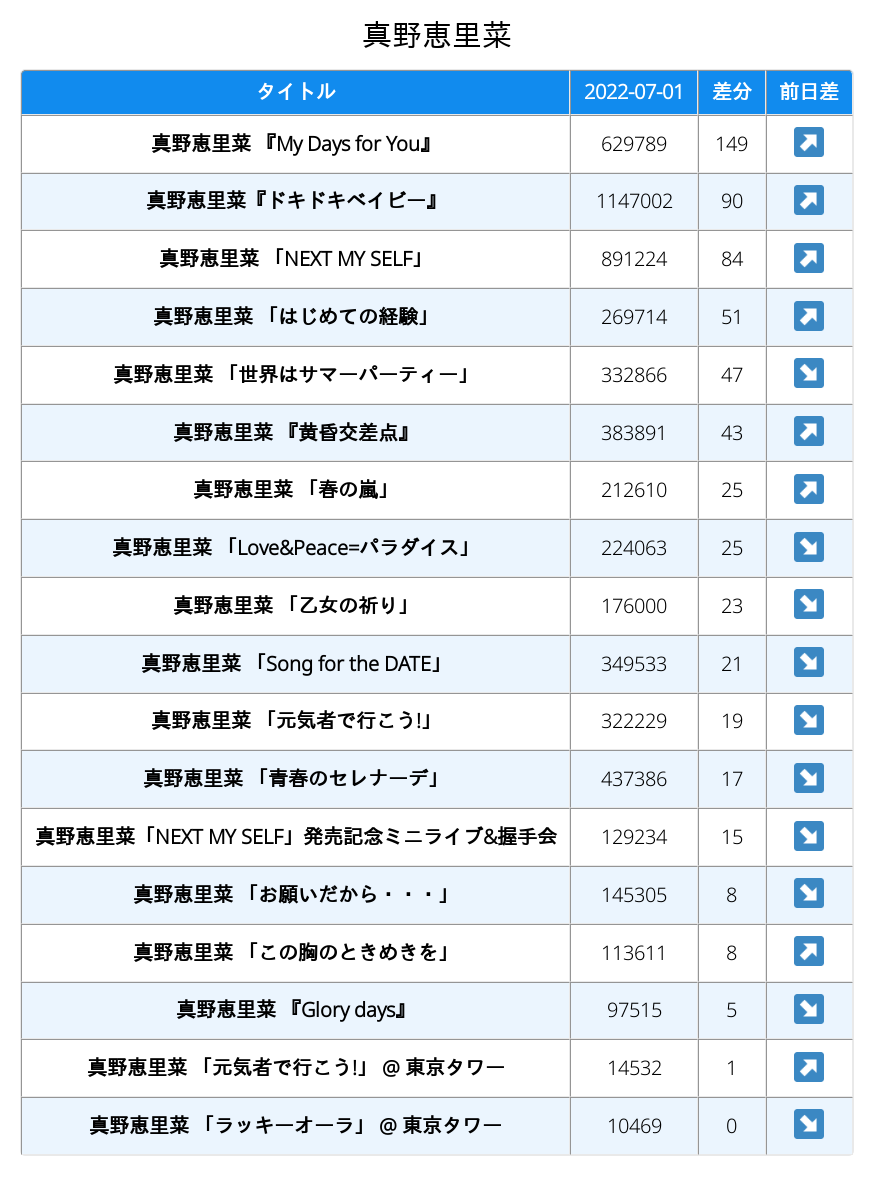 真野恵里菜
タイトル 2022-07-01 差分 前日差
真野恵里菜 『My Days for You』 629789 149 ↗
真野恵里菜『ドキドキベイビー』 1147002 90 ↗
真野恵里菜 「NEXT MY SELF」 891224 84 ↗
真野恵里菜 「はじめての経験」 269714 51 ↗
真野恵里菜 「世界はサマーパーティー」 332866 47 ↘
真野恵里菜 『黄昏交差点』 383891 43 ↗
真野恵里菜 「春の嵐」 212610 25 ↗
真野恵里菜 「Love&Peace=パラダイス」 224063 25 ↘
真野恵里菜 「乙女の祈り」 176000 23 ↘
真野恵里菜 「Song for the DATE」 349533 21 ↘
真野恵里菜 「元気者で行こう!」 322229 19 ↘
真野恵里菜 「青春のセレナーデ」 437386 17 ↘
真野恵里菜「NEXT MY SELF」発売記念ミニライブ&握手会 129234 15 ↘
真野恵里菜 「お願いだから・・・」 145305 8 ↘
真野恵里菜 「この胸のときめきを」 113611 8 ↗
真野恵里菜 『Glory days』 97515 5 ↘
真野恵里菜 「元気者で行こう!」 @ 東京タワー 14532 1 ↗
真野恵里菜 「ラッキーオーラ」 @ 東京タワー 10469 0 ↘